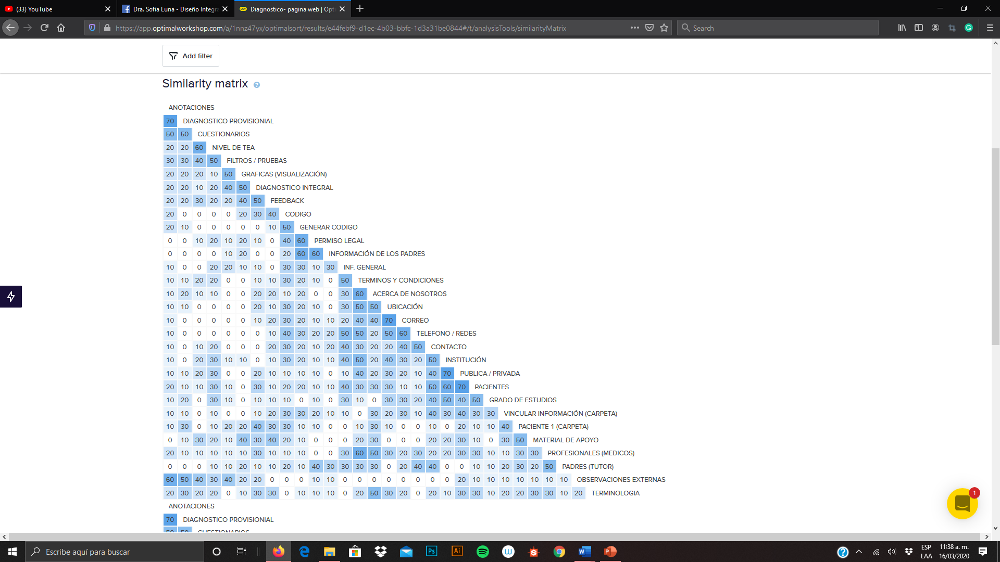 (33) YouTube
Dra. Sofía Luna - Diseño Integra
Diagnostico- pagina web | Opti
https://app.optimalworkshop.com/a/1nnz47yx/optimalsort/results/e44febf9-d1ec-4b03-bbfc-1d3a31be0844#/t/analysisTools/similarityMatrix
Search
Add filter
Similarity matrix ?
ANOTACIONES
70 DIAGNOSTICO PROVISIONIAL
50 50 CUESTIONARIOS
20 20 60 NIVEL DE TEA
30 30 40 50 FILTROS / PRUEBAS
20 20 20 10 50 GRAFICAS (VISUALIZACIÓN)
20 20 10 20 40 50 DIAGNOSTICO INTEGRAL
20 20 30 20 20 40 50 FEEDBACK
20 0 0 0 0 20 30 40 CODIGO
20 10 0 0 0 0 0 10 50 GENERAR CODIGO
0 0 10 20 10 20 10 0 40 60 PERMISO LEGAL
0 0 0 0 10 20 0 0 20 60 60 INFORMACIÓN DE LOS PADRES
10 0 0 20 20 10 10 0 30 30 10 30 INF. GENERAL
10 10 20 20 0 0 10 10 30 20 10 0 50 TERMINOS Y CONDICIONES
10 20 10 10 0 0 20 20 10 20 0 0 30 60 ACERCA DE NOSOTROS
10 10 0 0 0 0 20 10 30 20 10 0 30 50 50 UBICACIÓN
10 0 0 0 0 0 10 20 30 20 10 10 20 40 40 70 CORREO
10 0 0 0 0 0 0 10 40 30 20 20 50 50 20 50 60 TELEFONO / REDES
10 0 10 20 0 0 0 20 30 20 10 20 40 30 20 20 40 50 CONTACTO
10 0 20 30 10 10 0 10 30 20 10 10 40 50 20 40 30 20 50 INSTITUCIÓN
10 10 20 30 0 0 20 10 10 10 10 0 10 40 20 30 20 10 40 70 PUBLICA / PRIVADA
20 10 10 30 10 0 30 10 20 20 10 10 40 30 30 30 10 10 50 60 70 PACIENTES
10 20 0 30 10 0 10 10 10 0 10 0 30 10 0 30 30 20 40 50 40 50 GRADO DE ESTUDIOS
10 10 0 10 0 0 10 20 30 30 20 10 10 0 30 20 30 10 40 30 40 30 30 VINCULAR INFORMACIÓN (CARPETA)
10 30 0 10 20 20 40 30 30 10 10 0 0 10 30 10 0 0 10 0 20 10 10 40 PACIENTE 1 (CARPETA)
0 10 30 20 10 40 30 40 20 10 0 0 0 20 30 0 0 0 20 20 30 10 0 30 50 MATERIAL DE APOYO
20 10 10 10 10 10 30 10 10 10 0 0 30 60 50 30 20 30 20 20 30 30 10 10 30 30 PROFESIONALES (MEDICOS)
0 0 0 10 10 20 10 10 20 10 40 30 30 30 30 0 20 40 40 0 0 10 10 20 30 20 50 PADRES (TUTOR)
60 50 40 30 40 20 20 0 0 0 10 10 0 0 0 0 0 0 0 0 20 10 10 10 10 10 10 10 OBSERVACIONES EXTERNAS
20 30 20 20 0 10 30 30 0 10 10 10 0 20 50 30 20 0 20 10 30 30 10 20 20 30 30 10 20 TERMINOLOGIA
ANOTACIONES
70 DIAGNOSTICO PROVISIONIAL
50 50 CUESTIONARIOS
1
Escribe aquí para buscar
Ps
Ai
ESP
LAA
11:38 a. m.
16/03/2020